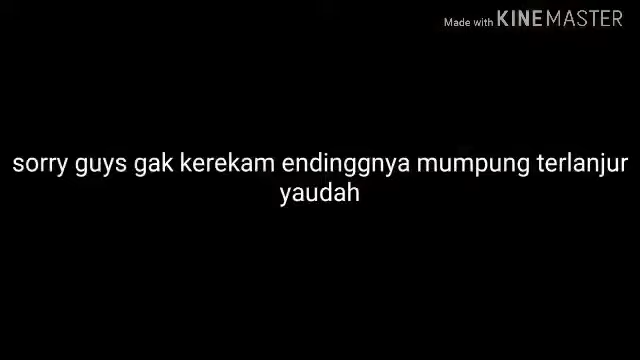 Made with KINEMASTER
sorry guys gak kerekam endinggnya mumpung terlanjur
yaudah